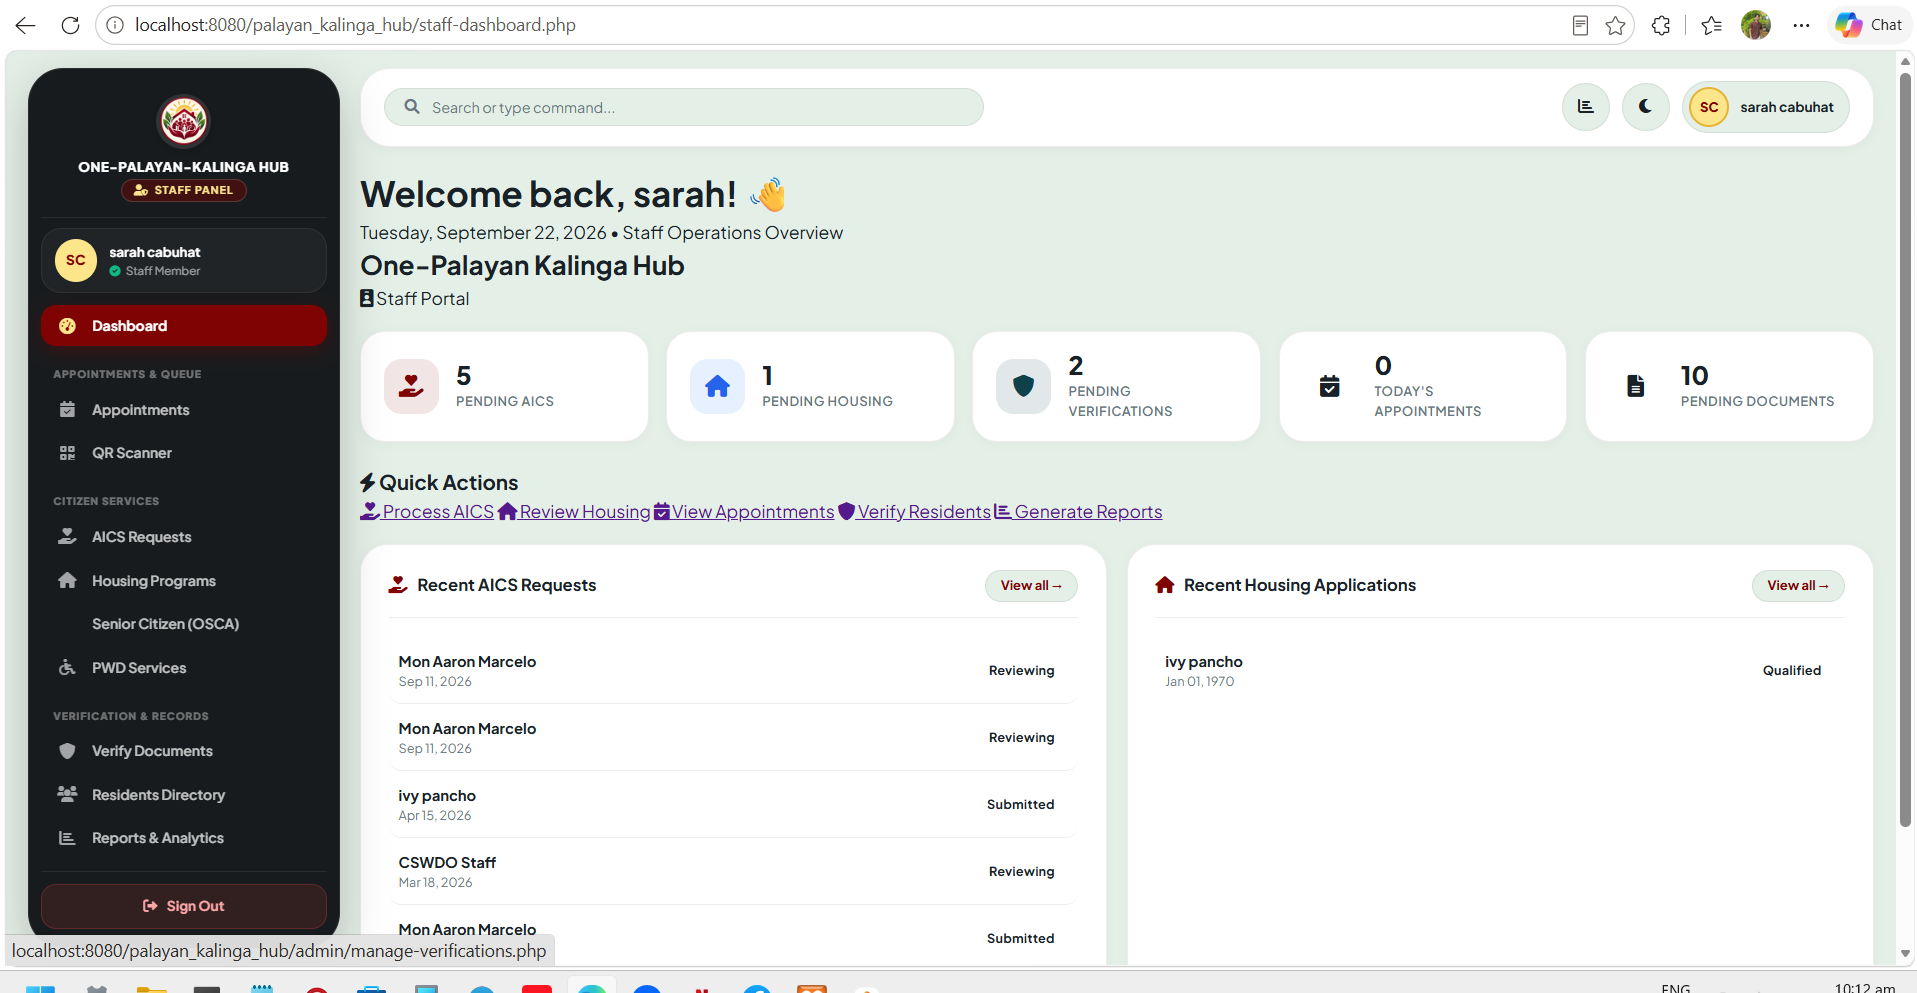 localhost:8080/palayan_kalinga_hub/staff-dashboard.php
Chat
ONE-PALAYAN-KALINGA HUB
STAFF PANEL
SC
sarah cabuhat
Staff Member
Dashboard
APPOINTMENTS & QUEUE
Appointments
QR Scanner
CITIZEN SERVICES
AICS Requests
Housing Programs
Senior Citizen (OSCA)
PWD Services
VERIFICATION & RECORDS
Verify Documents
Residents Directory
Reports & Analytics
Sign Out
localhost:8080/palayan_kalinga_hub/admin/manage-verifications.php
Search or type command...
SC
sarah cabuhat
Welcome back, sarah! 👋
Tuesday, September 22, 2026 • Staff Operations Overview
One-Palayan Kalinga Hub
Staff Portal
5
PENDING AICS
1
PENDING HOUSING
2
PENDING
VERIFICATIONS
0
TODAY'S
APPOINTMENTS
10
PENDING DOCUMENTS
Quick Actions
Process AICS Review Housing View Appointments Verify Residents Generate Reports
Recent AICS Requests
View all →
Mon Aaron Marcelo
Sep 11, 2026
Reviewing
Mon Aaron Marcelo
Sep 11, 2026
Reviewing
ivy pancho
Apr 15, 2026
Submitted
CSWDO Staff
Mar 18, 2026
Reviewing
Mon Aaron Marcelo
Submitted
Recent Housing Applications
View all →
ivy pancho
Jan 01, 1970
Qualified
ENG
10:12 am